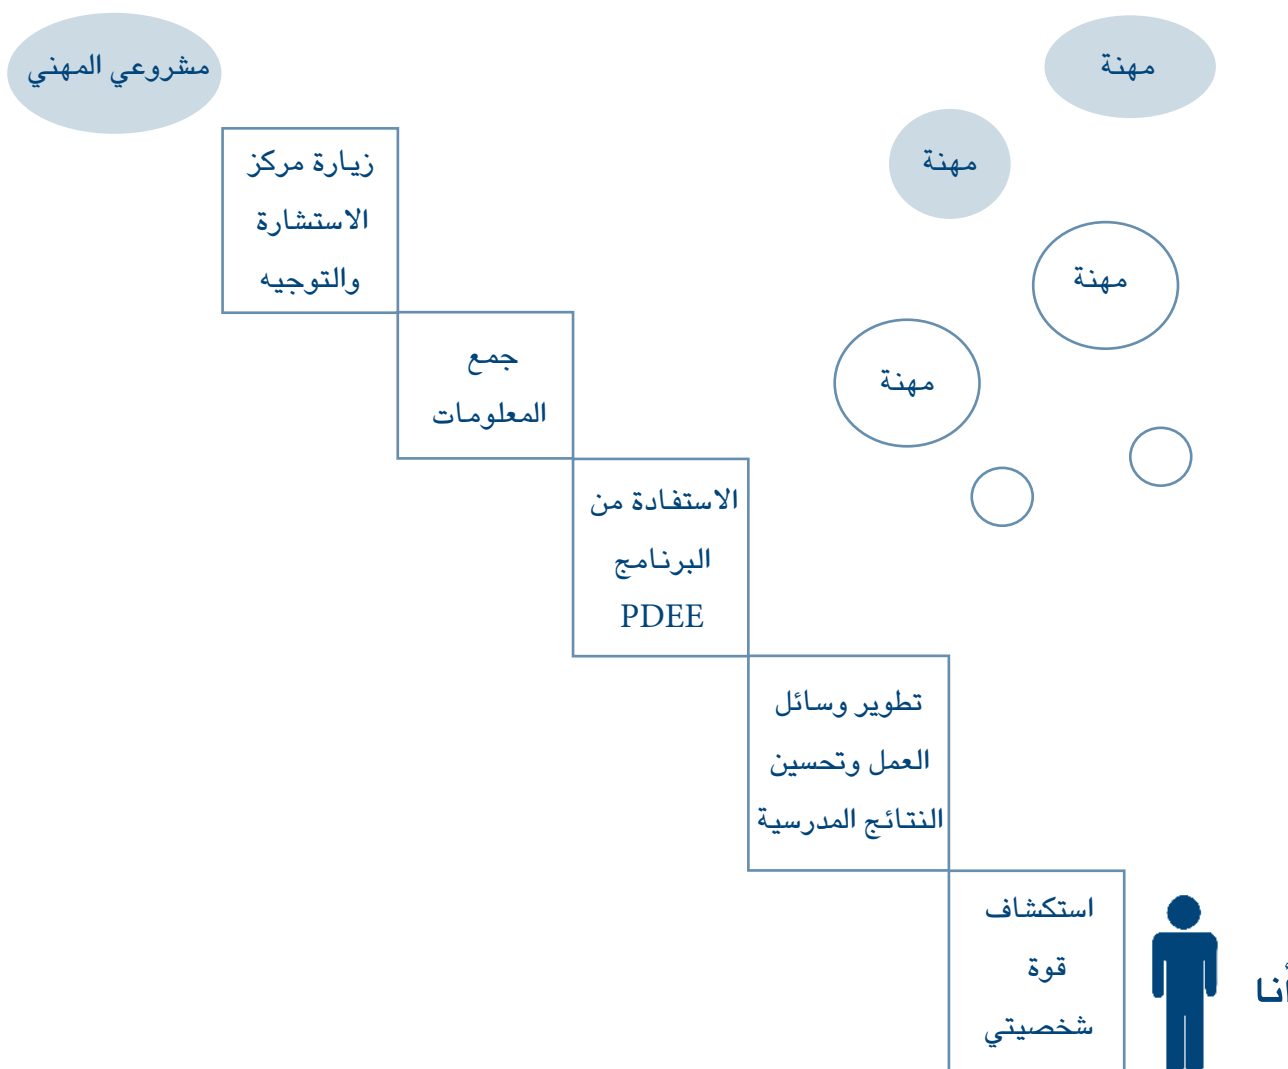 مشروعي المهني
مهنة
مهنة
مهنة
مهنة
زيارة مركز
الاستشارة
والتوجيه
جمع
المعلومات
الاستفادة من
البرنامج
PDEE
تطوير وسائل
العمل وتحسين
النتائج المدرسية
استكشاف
قوة
شخصيتي
أنا